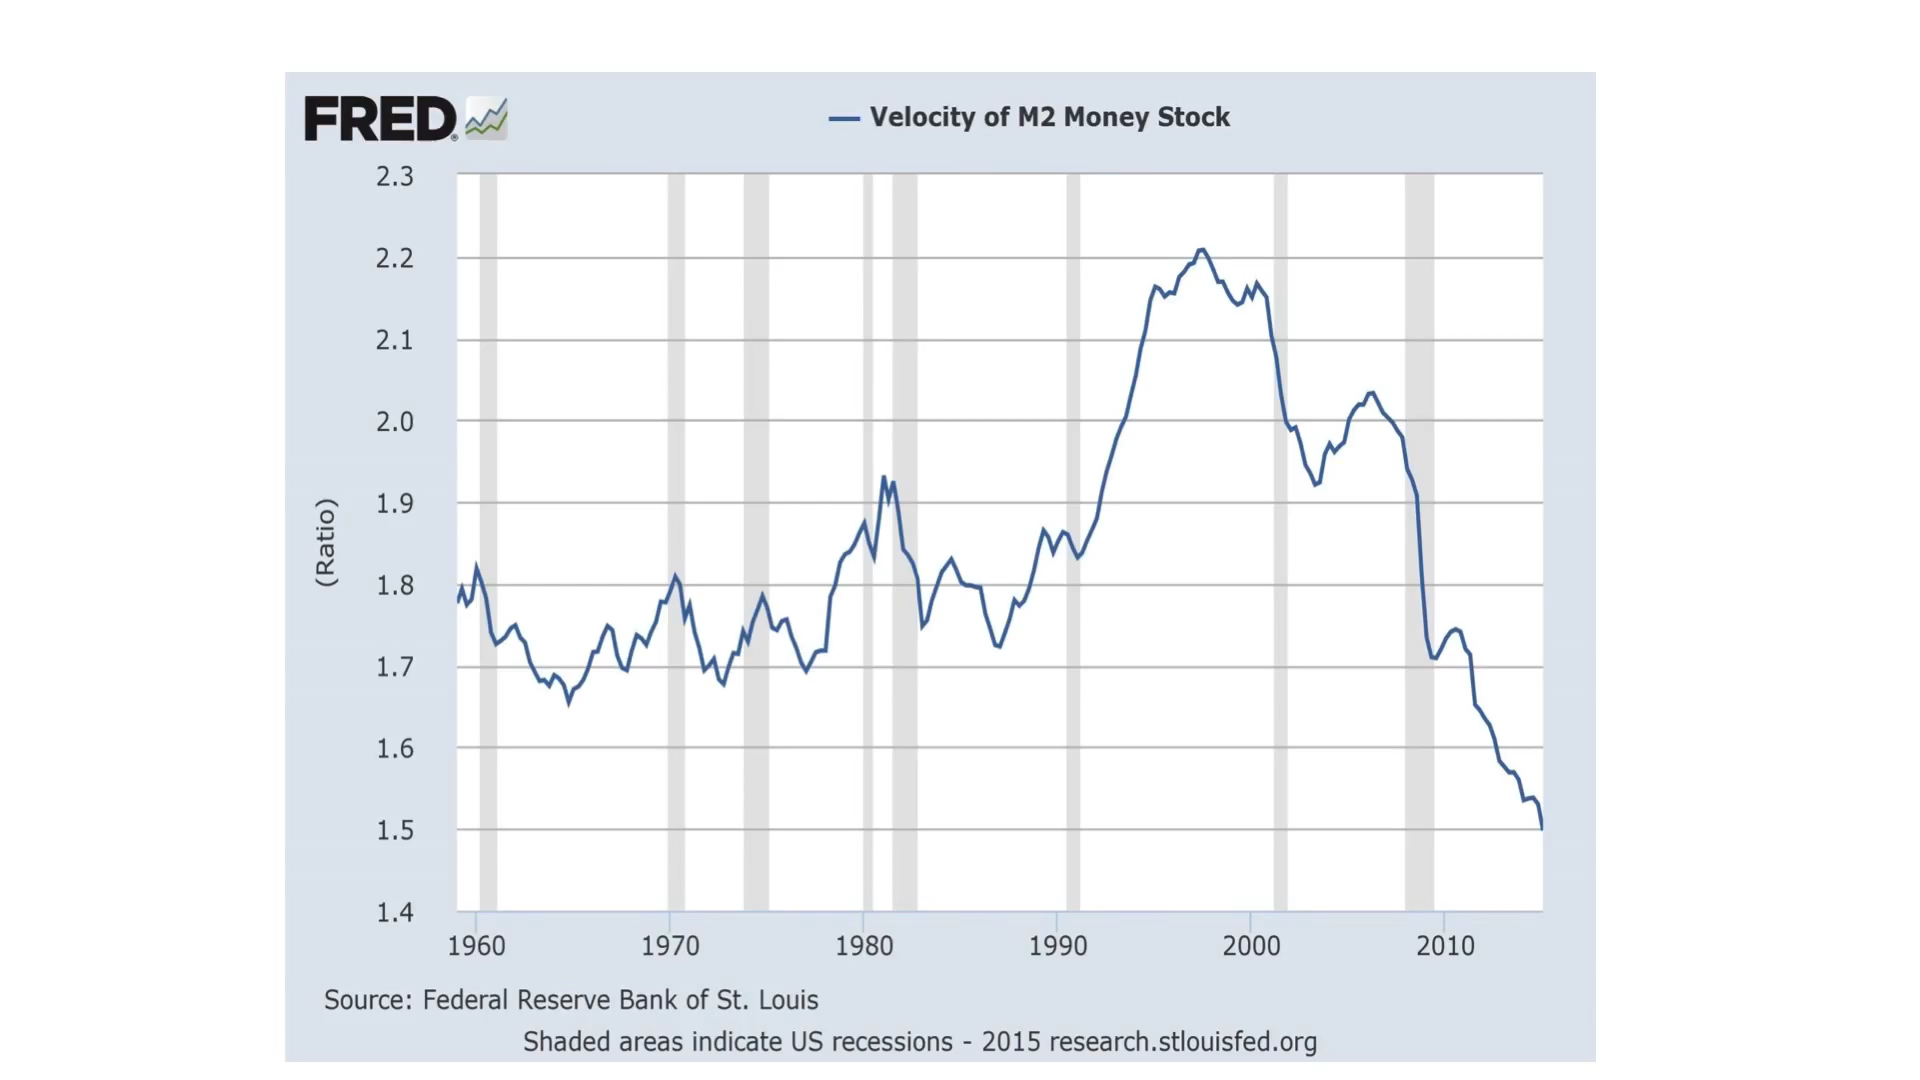 FRED®
Velocity of M2 Money Stock
2.3
2.2
2.1
2.0
1.9
1.8
1.7
1.6
1.5
1.4
(Ratio)
1960 1970 1980 1990 2000 2010
Source: Federal Reserve Bank of St. Louis
Shaded areas indicate US recessions - 2015 research.stlouisfed.org